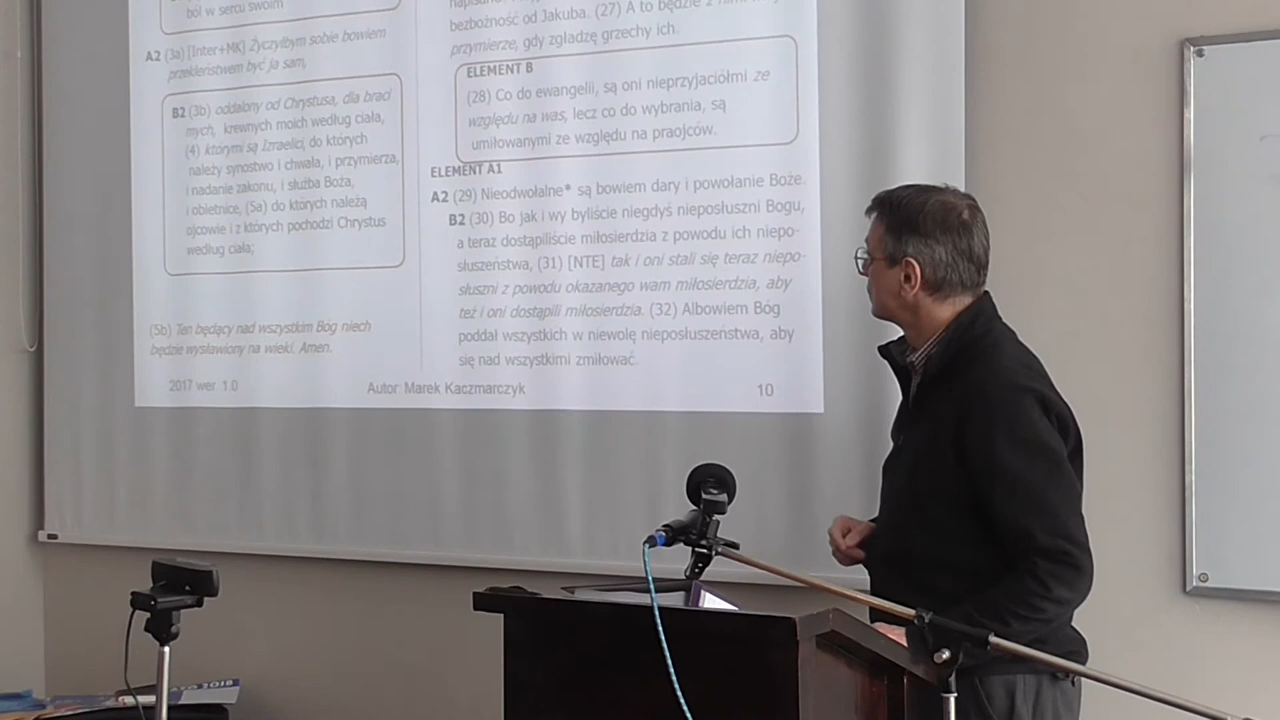 ból w sercu swoim
A2 (3a) [Inter+MK] Życzyłbym sobie bowiem
przekleństwem być ja sam,
B2 (3b) oddalony od Chrystusa, dla braci
mych, krewnych moich według ciała,
(4) którymi są Izraelici, do których
należy synostwo i chwała, i przymierza,
i nadanie zakonu, i służba Boża,
i obietnice, (5a) do których należą
ojcowie i z których pochodzi Chrystus
według ciała;
(5b) Ten będący nad wszystkim Bóg niech
będzie wysławiony na wieki. Amen.
bezbożność od Jakuba. (27) A to będzie z
przymierze, gdy zgładzę grzechy ich.
ELEMENT B
(28) Co do ewangelii, są oni nieprzyjaciółmi ze
względu na was, lecz co do wybrania, są
umiłowanymi ze względu na praojców.
ELEMENT A1
A2 (29) Nieodwołalne* są bowiem dary i powołanie Boże.
B2 (30) Bo jak i wy byliście niegdyś nieposłuszni Bogu,
a teraz dostąpiliście miłosierdzia z powodu ich niepo-
słuszeństwa, (31) [NTE] tak i oni stali się teraz niepo-
słuszni z powodu okazanego wam miłosierdzia, aby
też i oni dostąpili miłosierdzia. (32) Albowiem Bóg
poddał wszystkich w niewolę nieposłuszeństwa, aby
się nad wszystkimi zmiłować.
2017 wer. 1.0 Autor: Marek Kaczmarczyk 10
2018